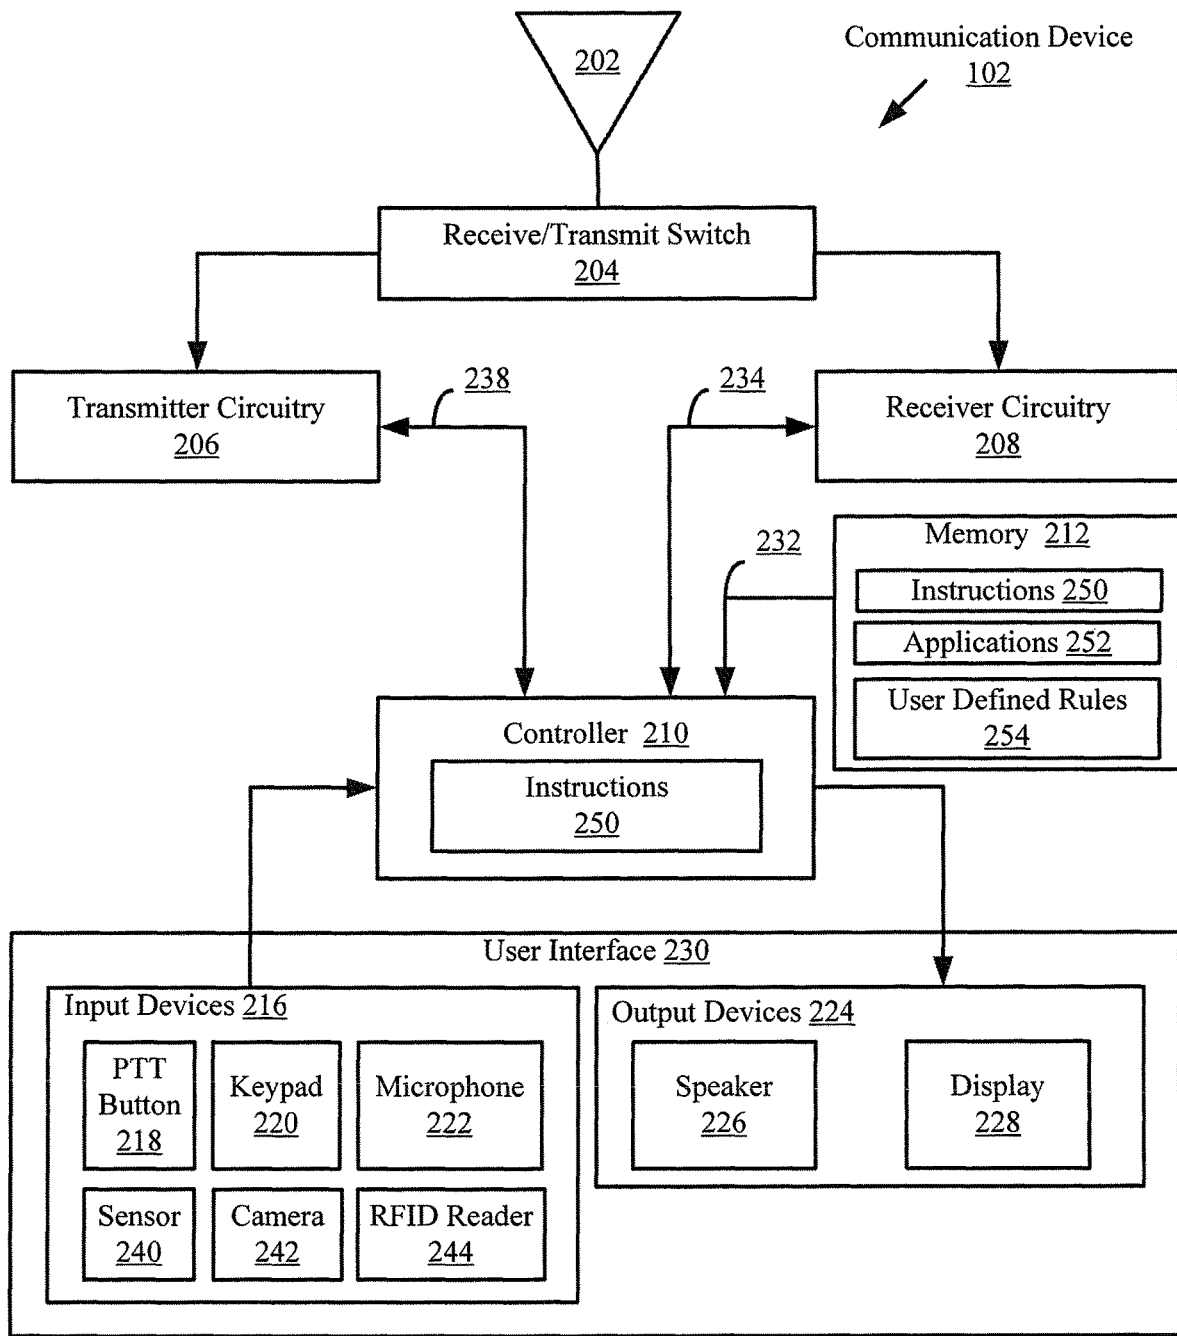 202
Communication Device
102
Receive/Transmit Switch
204
Transmitter Circuitry
206
238
234
Receiver Circuitry
208
232
Memory 212
Instructions 250
Applications 252
User Defined Rules
254
Controller 210
Instructions
250
User Interface 230
Input Devices 216
PTT
Button
218
Keypad
220
Microphone
222
Sensor
240
Camera
242
RFID Reader
244
Output Devices 224
Speaker
226
Display
228